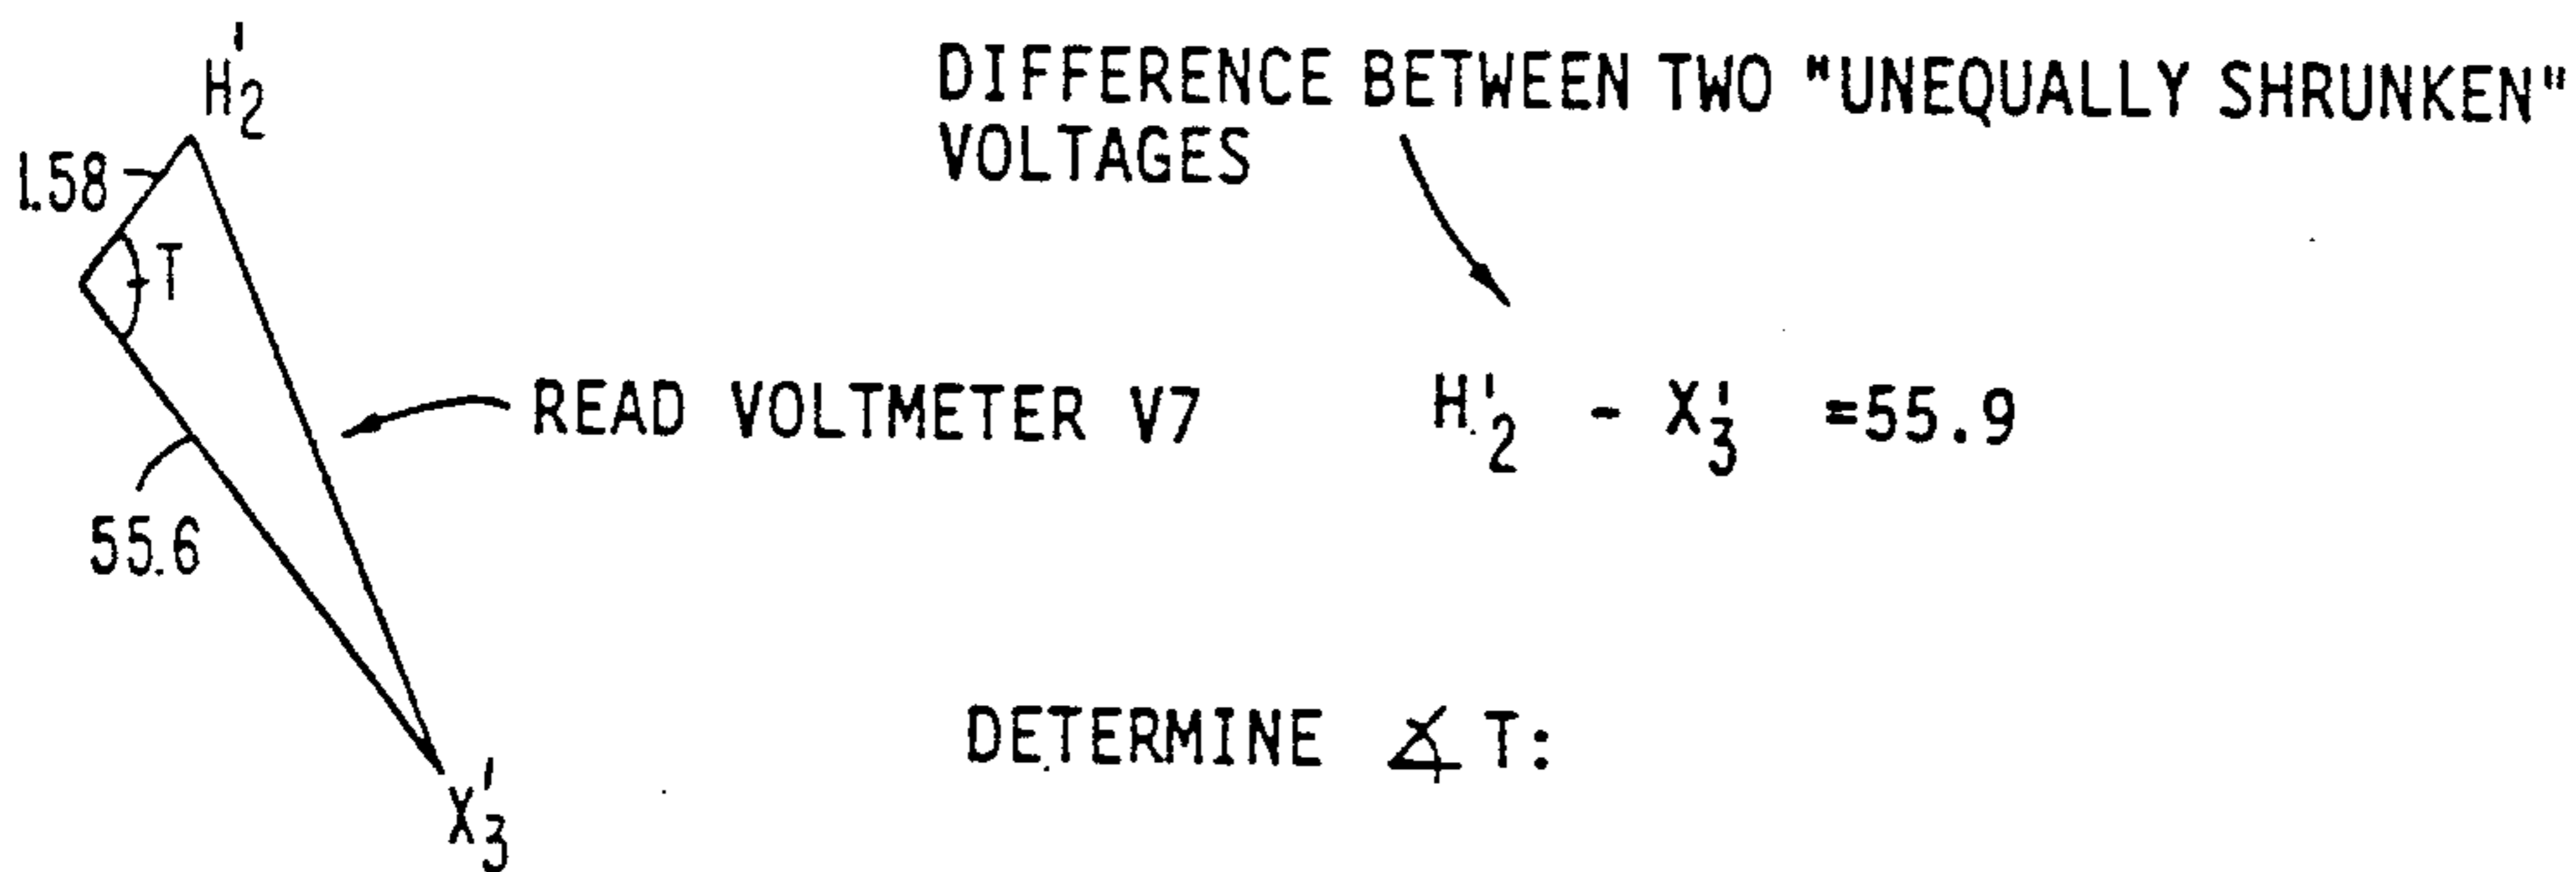 H'2
1.58
T
55.6
X'3
READ VOLTMETER V7
DIFFERENCE BETWEEN TWO "UNEQUALLY SHRUNKEN"
VOLTAGES
H'2 - X'3 =55.9
DETERMINE ∡ T: